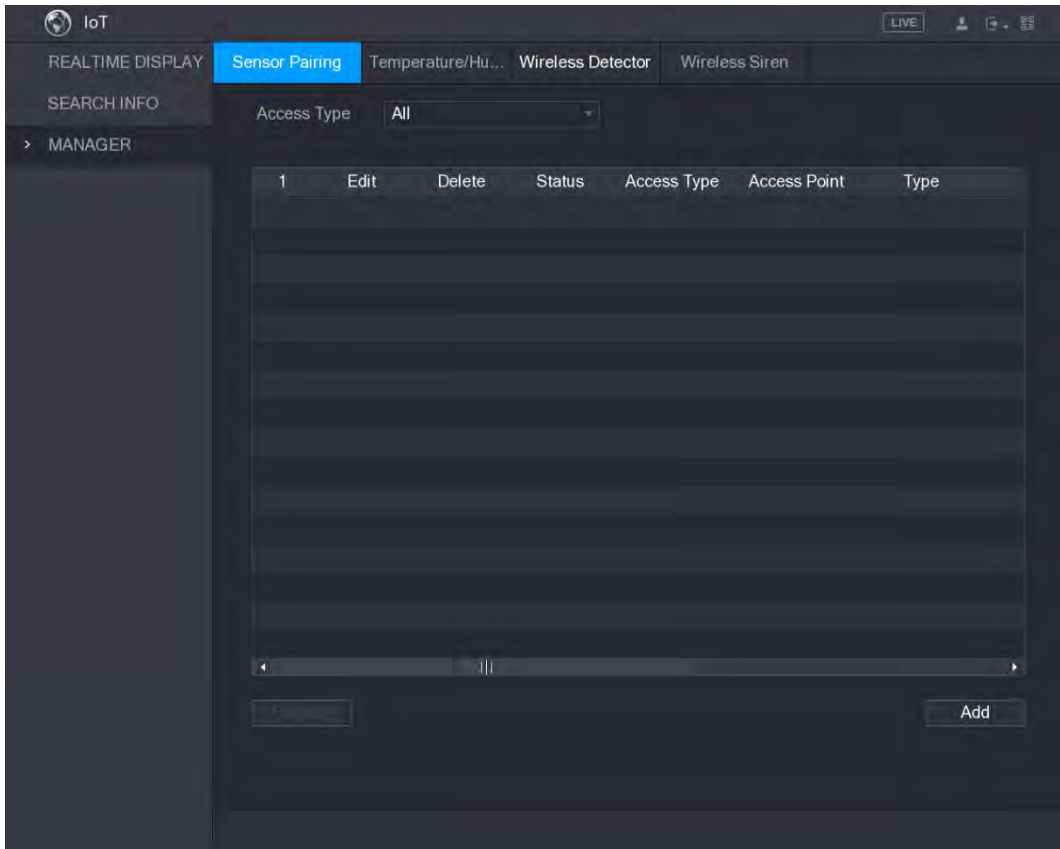 IoT
LIVE
REALTIME DISPLAY
SEARCH INFO
MANAGER
Sensor Pairing Temperature/Hu... Wireless Detector Wireless Siren
Access Type All
1 Edit Delete Status Access Type Access Point Type
Add